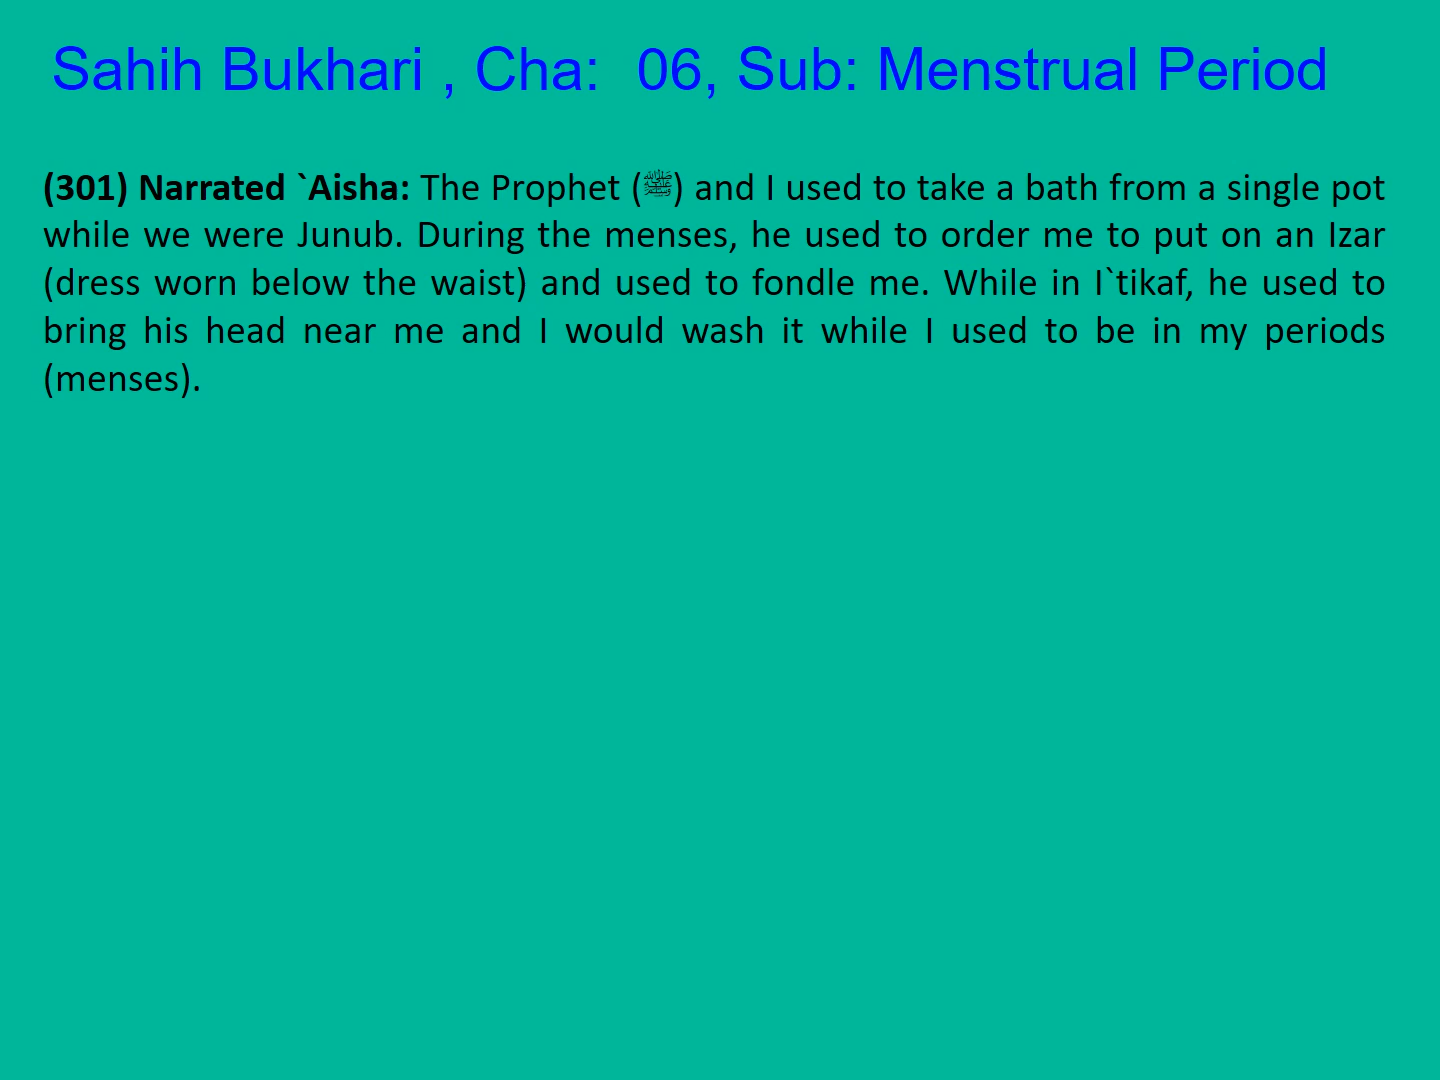 Sahih Bukhari , Cha:  06, Sub: Menstrual Period
(301) Narrated `Aisha: The Prophet (ﷺ) and I used to take a bath from a single pot
while we were Junub. During the menses, he used to order me to put on an Izar
(dress worn below the waist) and used to fondle me. While in I`tikaf, he used to
bring his head near me and I would wash it while I used to be in my periods
(menses).